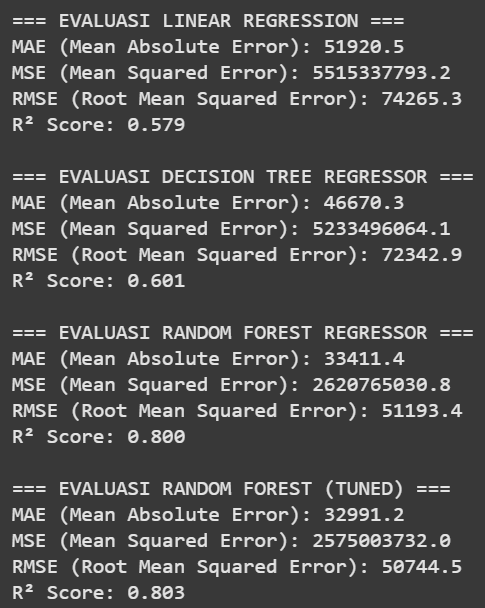 === EVALUASI LINEAR REGRESSION ===
MAE (Mean Absolute Error): 51920.5
MSE (Mean Squared Error): 5515337793.2
RMSE (Root Mean Squared Error): 74265.3
R² Score: 0.579
=== EVALUASI DECISION TREE REGRESSOR ===
MAE (Mean Absolute Error): 46670.3
MSE (Mean Squared Error): 5233496064.1
RMSE (Root Mean Squared Error): 72342.9
R² Score: 0.601
=== EVALUASI RANDOM FOREST REGRESSOR ===
MAE (Mean Absolute Error): 33411.4
MSE (Mean Squared Error): 2620765030.8
RMSE (Root Mean Squared Error): 51193.4
R² Score: 0.800
=== EVALUASI RANDOM FOREST (TUNED) ===
MAE (Mean Absolute Error): 32991.2
MSE (Mean Squared Error): 2575003732.0
RMSE (Root Mean Squared Error): 50744.5
R² Score: 0.803